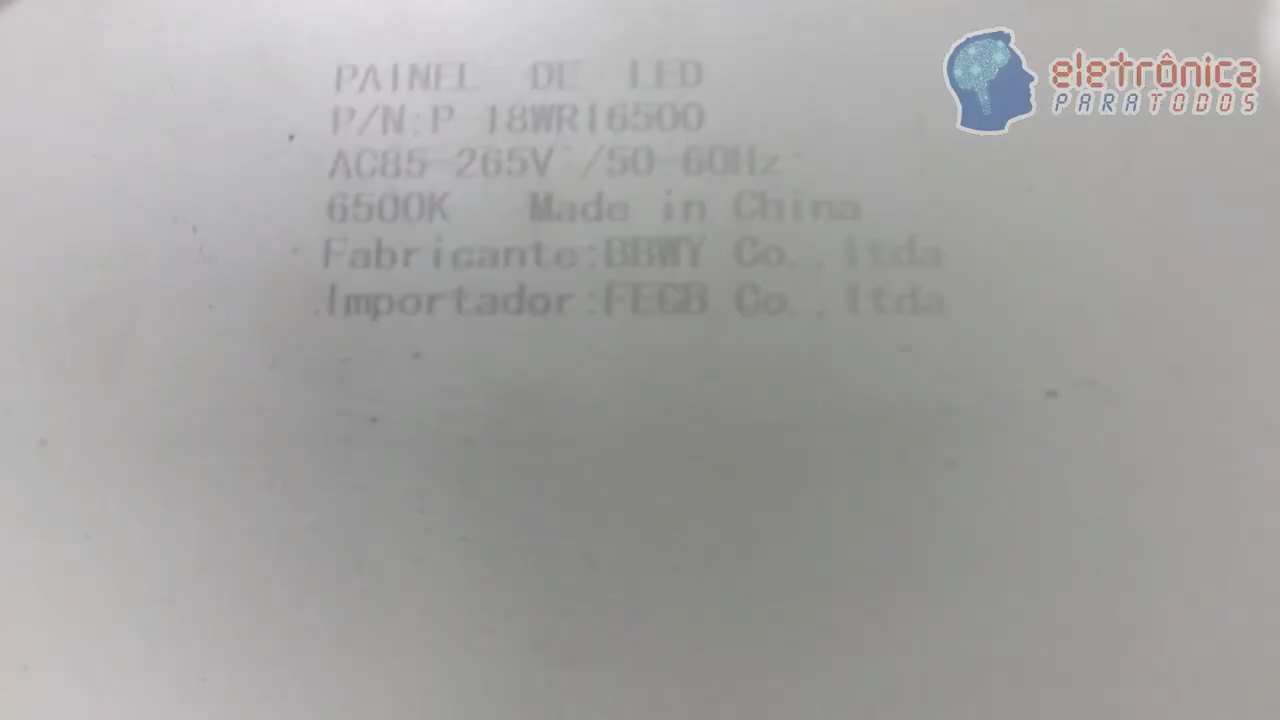 PAINEL DE LED
P/N:P-18WR16500
AC85-265V /50-60Hz
6500K Made in China
Fabricante:BBWY Co.,ltda
Importador:FEGB Co.,ltda
eletrônica
PARATODOS